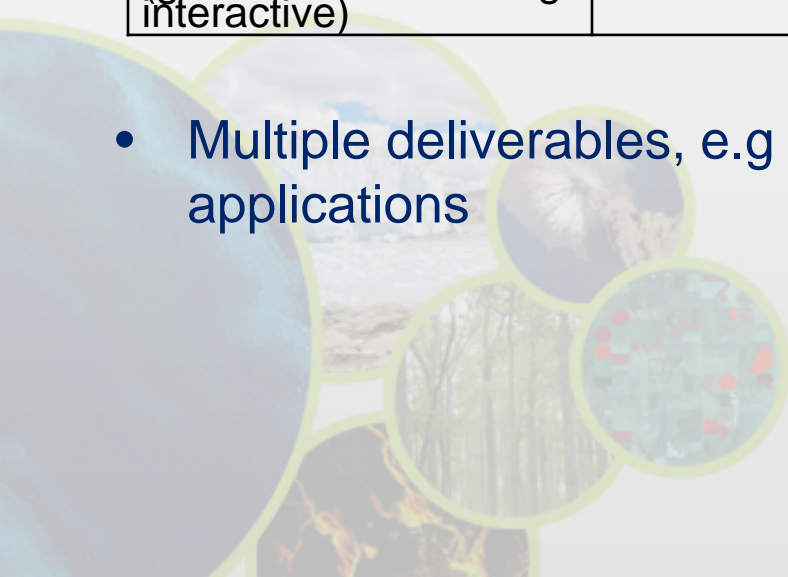 interactive)
• Multiple deliverables, e.g
applications